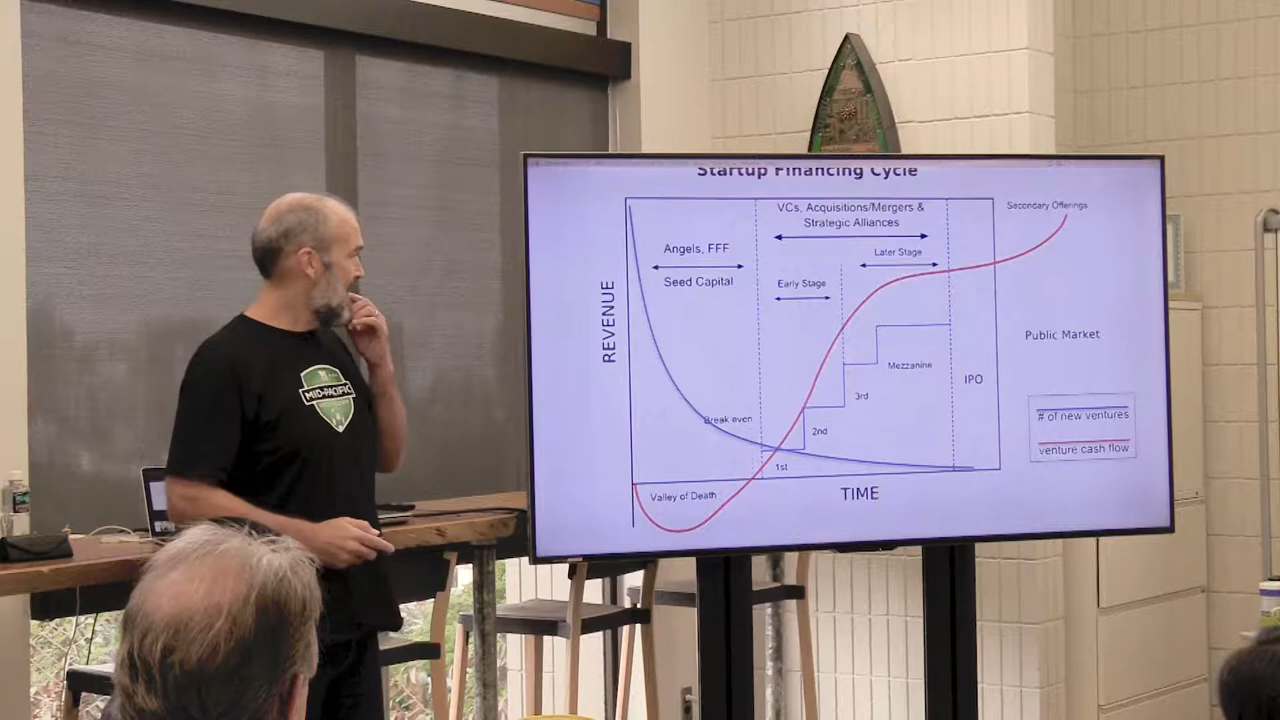 Startup Financing Cycle
VCs, Acquisitions/Mergers &
Strategic Alliances
Secondary Offerings
Angels, FFF
Seed Capital
Later Stage
Early Stage
REVENUE
Public Market
Mezzanine
IPO
3rd
Break even
2nd
1st
# of new ventures
venture cash flow
Valley of Death
TIME
MID-PACIFIC